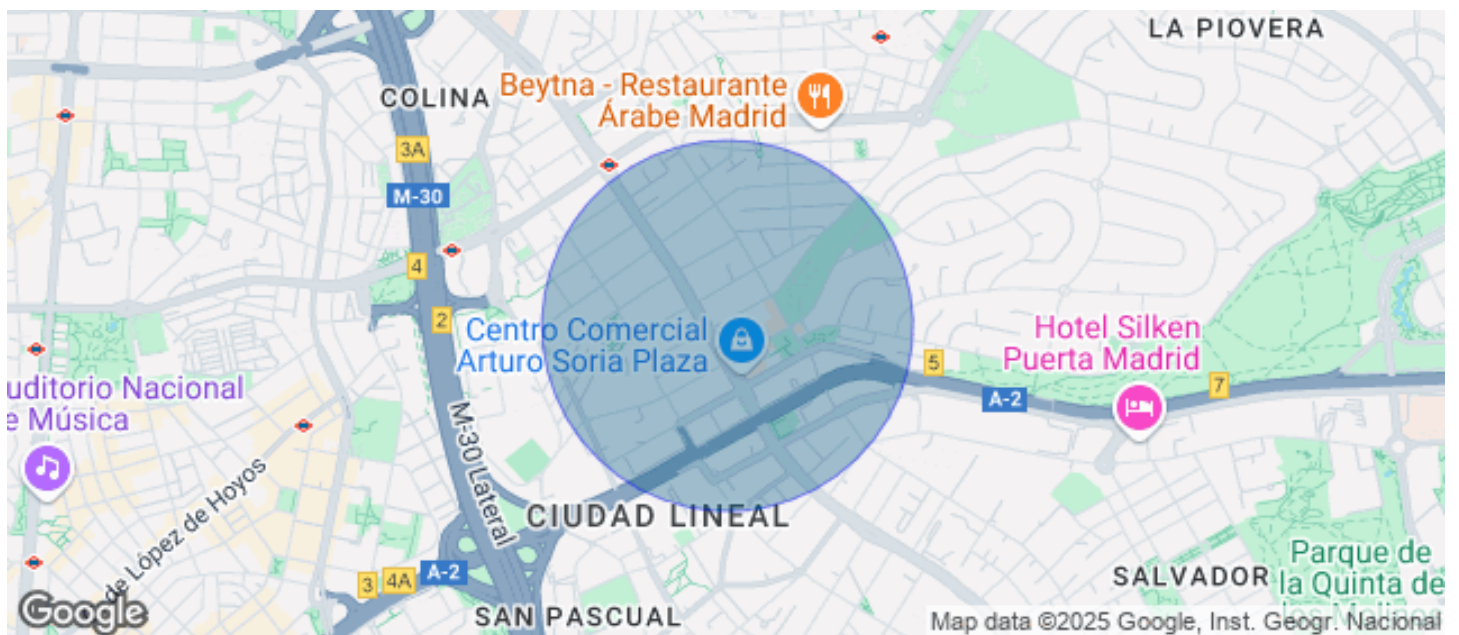 LA PIOVERA
Beytna - Restaurante
Árabe Madrid
COLINA
3A
M-30
4
2
Centro Comercial
Arturo Soria Plaza
Hotel Silken
Puerta Madrid
5
7
A-2
uditorio Nacional
e Música
M-30 Lateral
de López de Hoyos
CIUDAD LINEAL
Parque de
la Quinta de
los Molinos
3
4A
A-2
SALVADOR
Google
SAN PASCUAL
Map data ©2025 Google, Inst. Geogr. Nacional